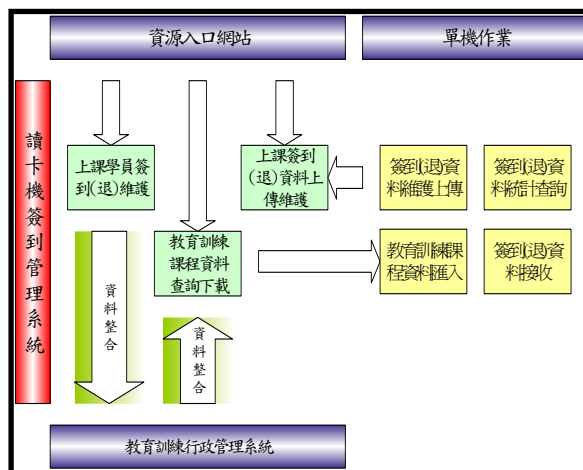 資源入口網站
單機作業
讀卡機簽到管理系統
上課學員簽
到(退)維護
上課簽到
(退)資料上
傳維護
簽到(退)資
料維護上傳
簽到(退)資
料統計查詢
教育訓練
課程資料
查詢下載
教育訓練課
程資料匯入
簽到(退)資
料接收
資料整合
資料整合
教育訓練行政管理系統